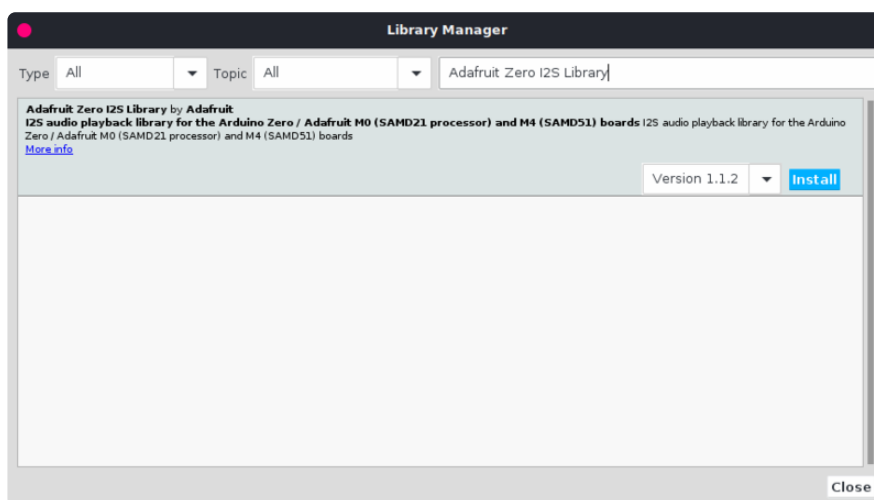 Library Manager
Type All Topic All Adafruit Zero I2S Library
Adafruit Zero I2S Library by Adafruit
I2S audio playback library for the Arduino Zero / Adafruit M0 (SAMD21 processor) and M4 (SAMD51) boards I2S audio playback library for the Arduino
Zero / Adafruit M0 (SAMD21 processor) and M4 (SAMD51) boards
More info
Version 1.1.2 Install
Close